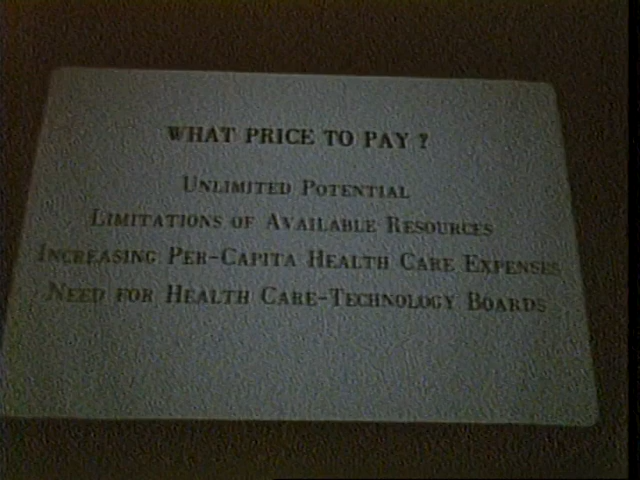 WHAT PRICE TO PAY ?
UNLIMITED POTENTIAL
LIMITATIONS OF AVAILABLE RESOURCES
INCREASING PER-CAPITA HEALTH CARE EXPENSES
NEED FOR HEALTH CARE-TECHNOLOGY BOARDS